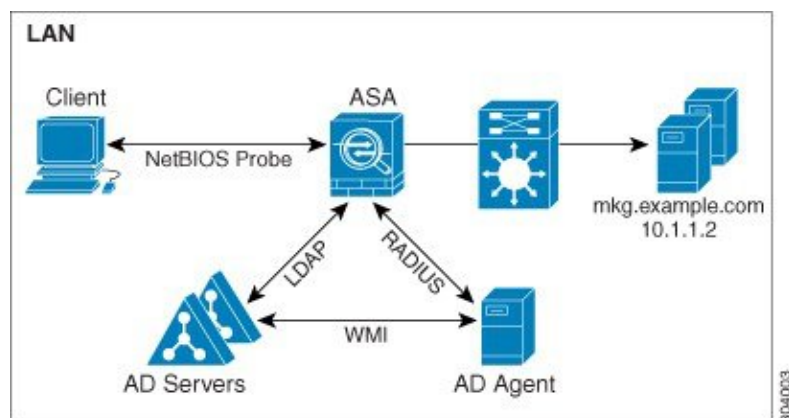 LAN
Client
ASA
NetBIOS Probe
mkg.example.com
10.1.1.2
LDAP
RADIUS
WMI
AD Servers
AD Agent
304003